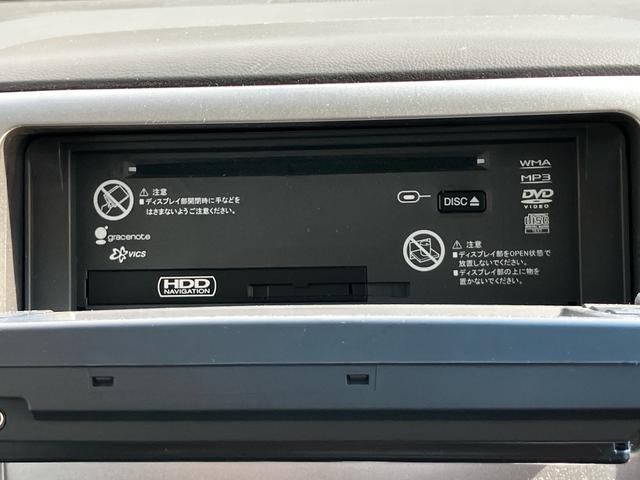 ⚠ 注意
■ディスプレイ部開閉時に手などを
はさまないようご注意ください。
gracenote
VICS
HDD
NAVIGATION
DISC⏏
WMA
MP3
DVD
VIDEO
⚠ 注意
■ディスプレイ部をOPEN状態で
放置しないでください。
■ディスプレイ部の上に物を
置かないでください。